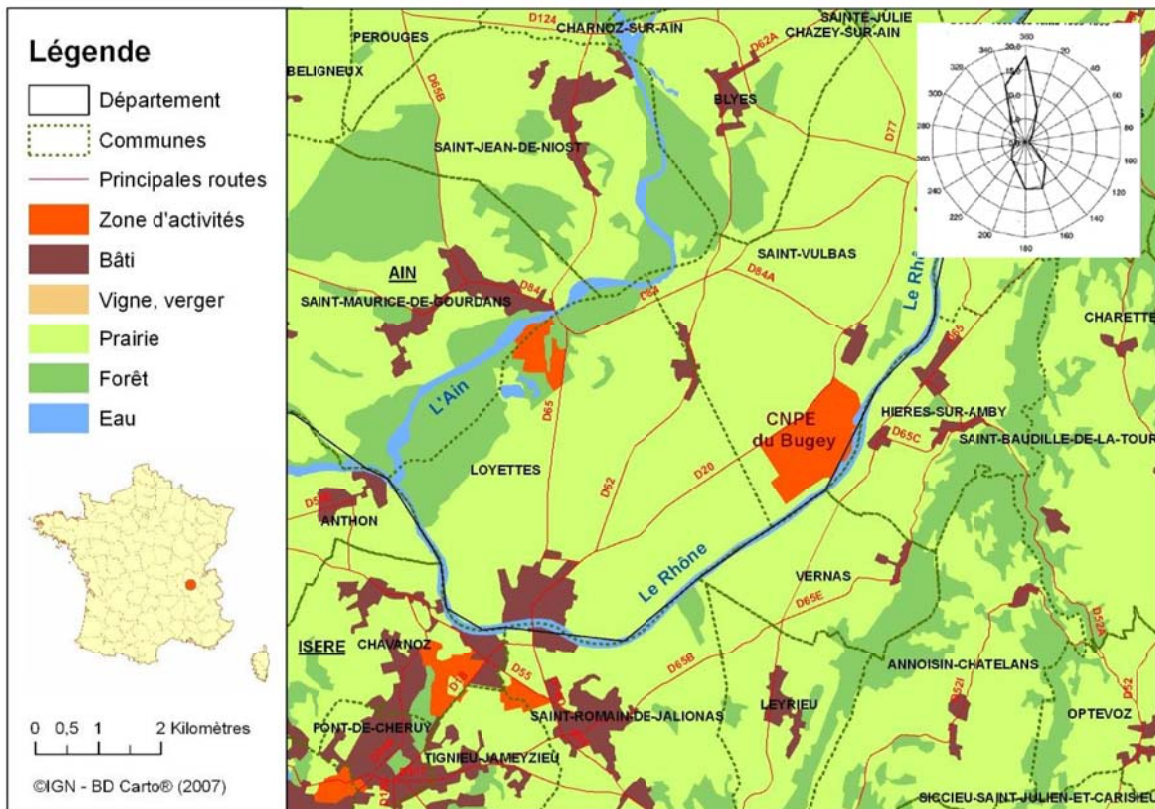 Légende
Département
Communes
Principales routes
Zone d'activités
Bâti
Vigne, verger
Prairie
Forêt
Eau
0 0,5 1 2 Kilomètres
©IGN - BD Carto® (2007)
D124
CHARNOZ-SUR-AIN
SAINTE-JULIE
PEROUGES
CHAZEY-SUR-AIN
D62A
BELIGNEUX
D65B
BLYES
D77
SAINT-JEAN-DE-NIOST
SAINT-VULBAS
D84A
AIN
D84
D84
SAINT-MAURICE-DE-GOURDANS
Le Rhô
D65
CHARETTE
L'Ain
D65
CNPE
du Bugey
HIERES-SUR-AMBY
D65C
SAINT-BAUDILLE-DE-LA-TOUR
LOYETTES
D62
D20
ANTHON
Le Rhône
VERNAS
D65E
ISERE
CHAVANOZ
D18
D55
D65B
D52A
ANNOISIN-CHATELANS
D52I
D52
LEYRIEU
OPTEVOZ
PONT-DE-CHERUY
SAINT-ROMAIN-DE-JALIONAS
TIGNIEU-JAMEYZIEU
SICCIEU-SAINT-JULIEN-ET-CARISIEU
360
340
20
320
40
300
60
280
80
260
100
240
120
220
140
200
160
180